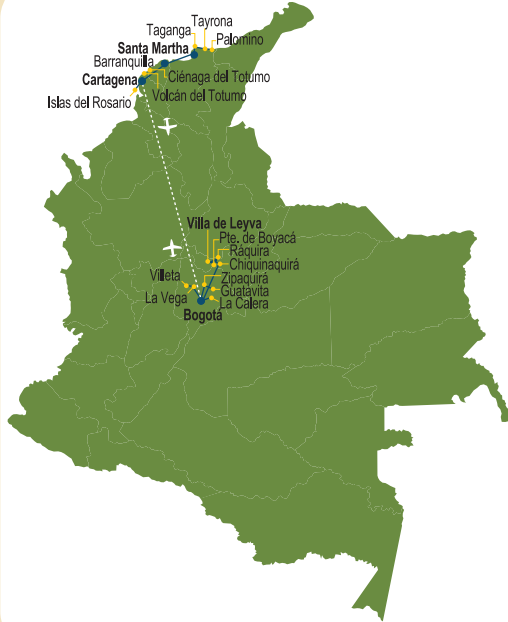 Tayrona
Taganga
Palomino
Santa Martha
Barranquilla
Ciénaga del Totumo
Cartagena
Volcán del Totumo
Islas del Rosario
Villa de Leyva
Pte. de Boyacá
Ráquira
Chiquinaquirá
Villeta
Zipaquirá
Guatavita
La Vega
La Calera
Bogotá